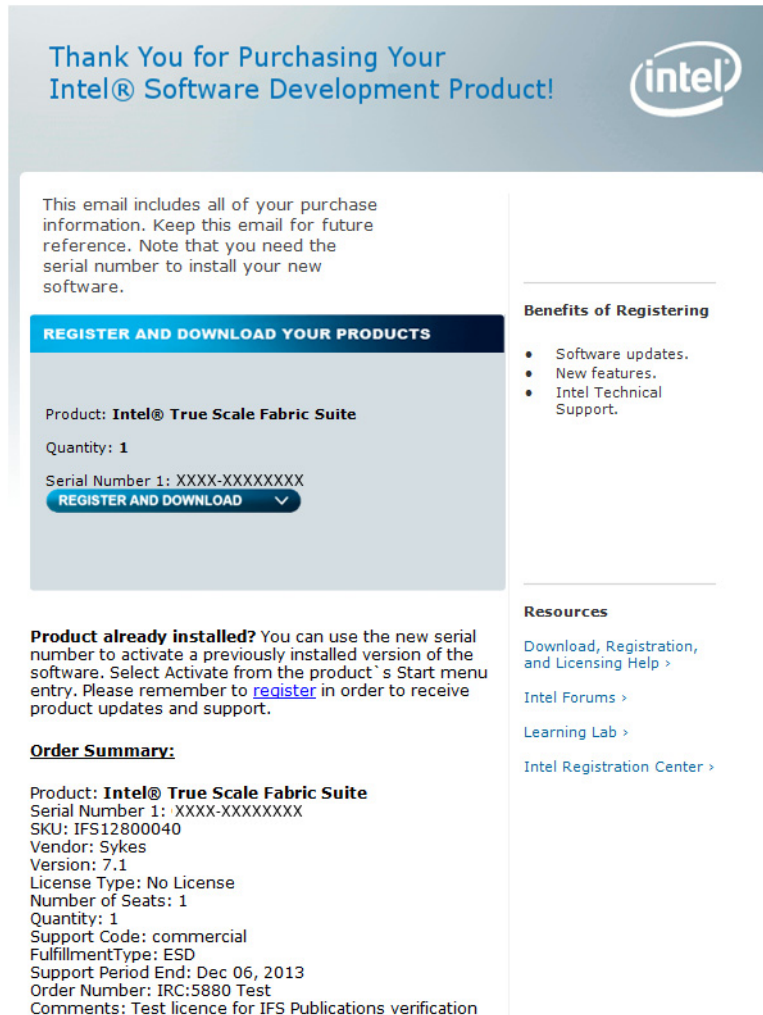 Thank You for Purchasing Your
Intel® Software Development Product!
intel
This email includes all of your purchase
information. Keep this email for future
reference. Note that you need the
serial number to install your new
software.
REGISTER AND DOWNLOAD YOUR PRODUCTS
Product: Intel® True Scale Fabric Suite
Quantity: 1
Serial Number 1: XXXX-XXXXXXXX
REGISTER AND DOWNLOAD
Benefits of Registering
● Software updates.
● New features.
● Intel Technical
Support.
Product already installed? You can use the new serial
number to activate a previously installed version of the
software. Select Activate from the product`s Start menu
entry. Please remember to register in order to receive
product updates and support.
Order Summary:
Product: Intel® True Scale Fabric Suite
Serial Number 1: XXXX-XXXXXXXX
SKU: IFS12800040
Vendor: Sykes
Version: 7.1
License Type: No License
Number of Seats: 1
Quantity: 1
Support Code: commercial
FulfillmentType: ESD
Support Period End: Dec 06, 2013
Order Number: IRC:5880 Test
Comments: Test licence for IFS Publications verification
Resources
Download, Registration,
and Licensing Help ›
Intel Forums ›
Learning Lab ›
Intel Registration Center ›